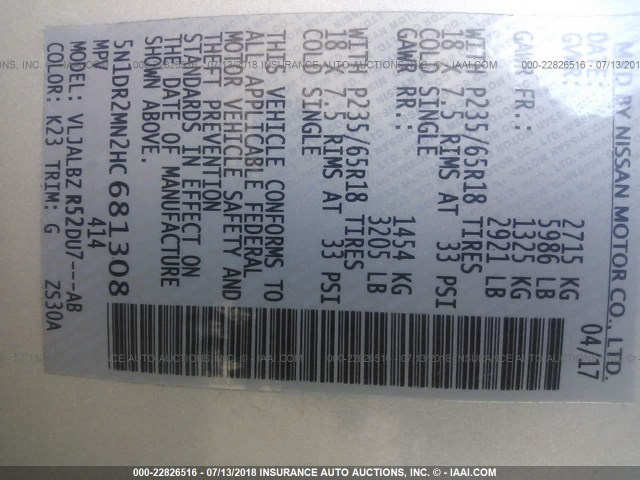 MFD BY NISSAN MOTOR CO., LTD.
DATE: 04/17
GVWR: 2715 KG
5986 LB
GAWR FR.: 1325 KG
2921 LB
WITH P235/65R18 TIRES
18 X 7.5 RIMS AT 33 PSI
COLD SINGLE
GAWR RR.: 1454 KG
3205 LB
WITH P235/65R18 TIRES
18 X 7.5 RIMS AT 33 PSI
COLD SINGLE
THIS VEHICLE CONFORMS TO
ALL APPLICABLE FEDERAL
MOTOR VEHICLE SAFETY AND
THEFT PREVENTION
STANDARDS IN EFFECT ON
THE DATE OF MANUFACTURE
SHOWN ABOVE.
5N1DR2MN2HC681308
MPV 414
MODEL: VLJALBZ R52DU7---AB
COLOR: K23 TRIM: G ZS30A
000-22826516 - 07/13/2018 INSURANCE AUTO AUCTIONS, INC. - © IAAI.COM